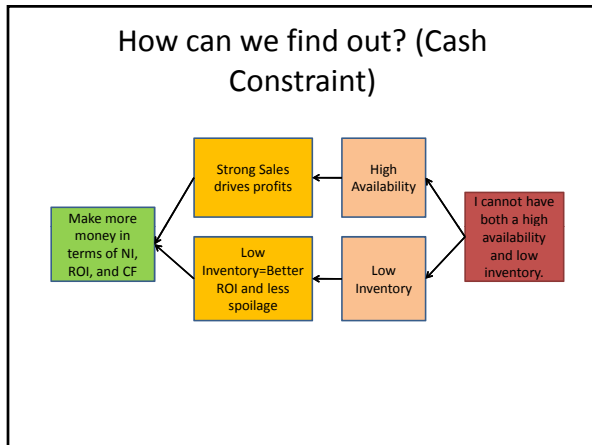 How can we find out? (Cash
Constraint)
Strong Sales
drives profits
High
Availability
Make more
money in
terms of NI,
ROI, and CF
I cannot have
both a high
availability
and low
inventory.
Low
Inventory=Better
ROI and less
spoilage
Low
Inventory